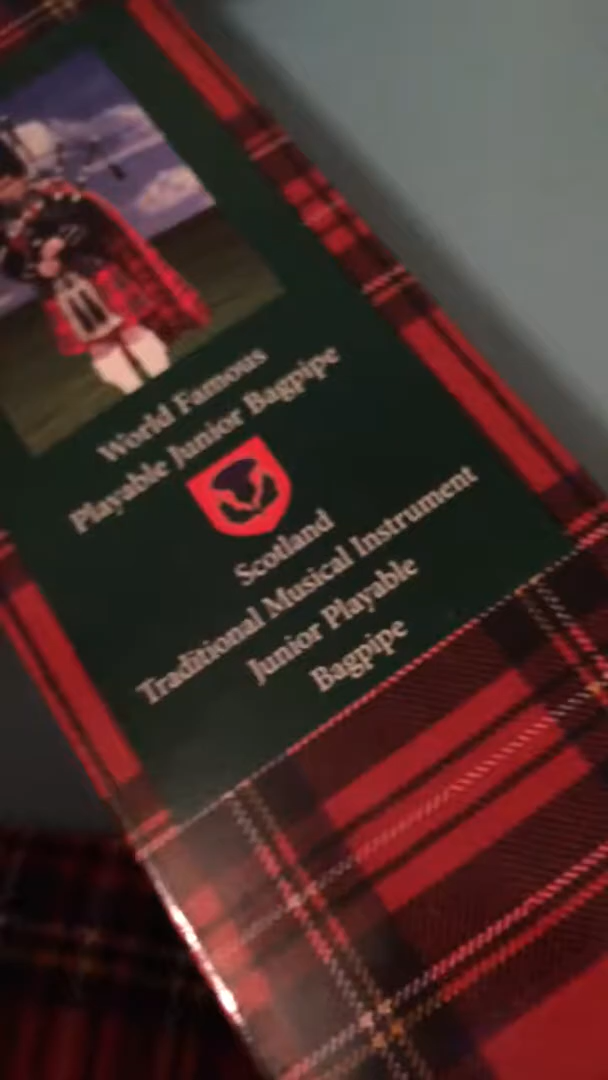 World Famous
Playable Junior Bagpipe
Scotland
Traditional Musical Instrument
Junior Playable
Bagpipe